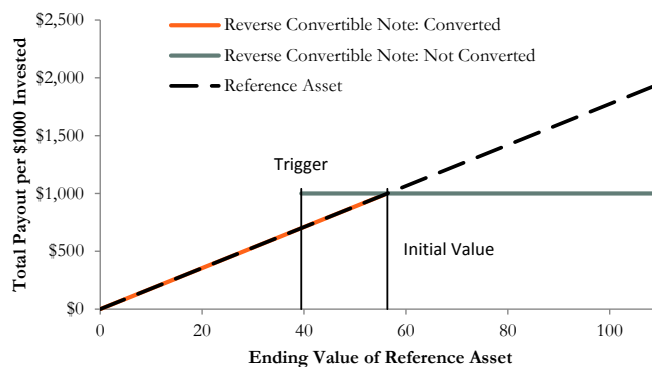 $2,500
Reverse Convertible Note: Converted
Reverse Convertible Note: Not Converted
$2,000
Reference Asset
$1,500
Trigger
$1,000
$500
Initial Value
$0
0 20 40 60 80 100
Total Payout per $1000 Invested
Ending Value of Reference Asset